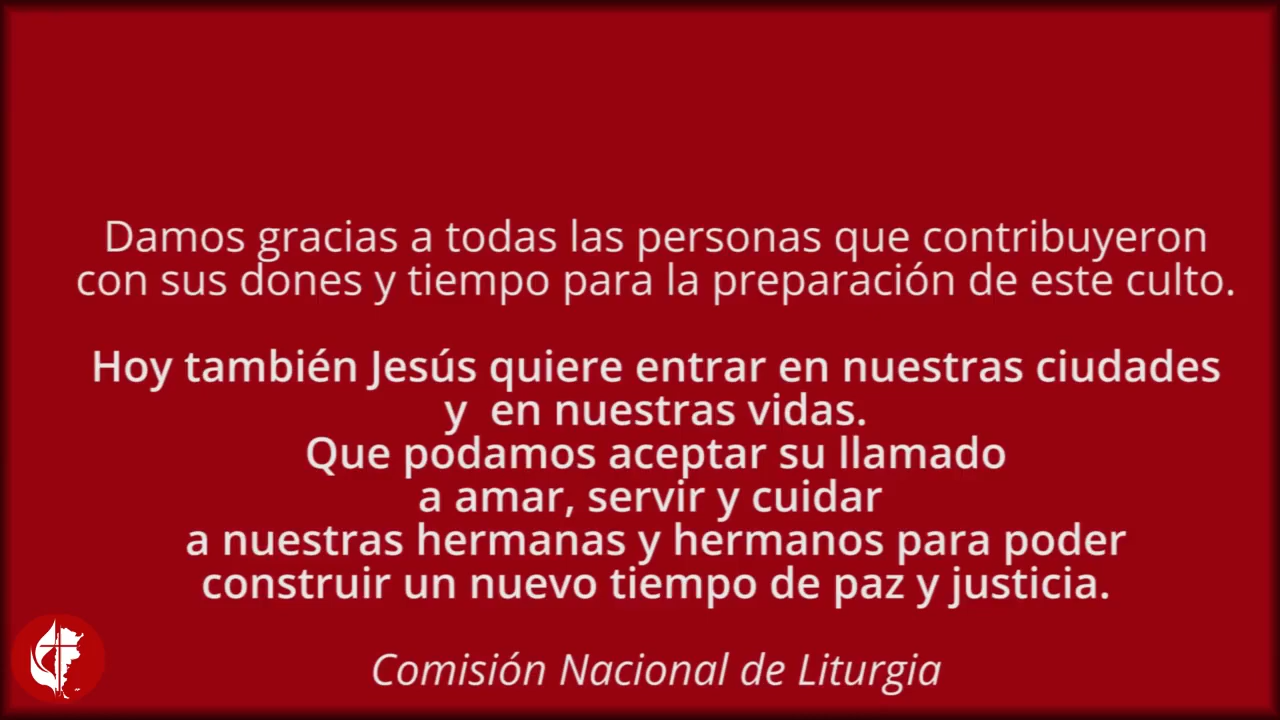 Damos gracias a todas las personas que contribuyeron
con sus dones y tiempo para la preparación de este culto.
Hoy también Jesús quiere entrar en nuestras ciudades
y  en nuestras vidas.
Que podamos aceptar su llamado
a amar, servir y cuidar
a nuestras hermanas y hermanos para poder
construir un nuevo tiempo de paz y justicia.
Comisión Nacional de Liturgia